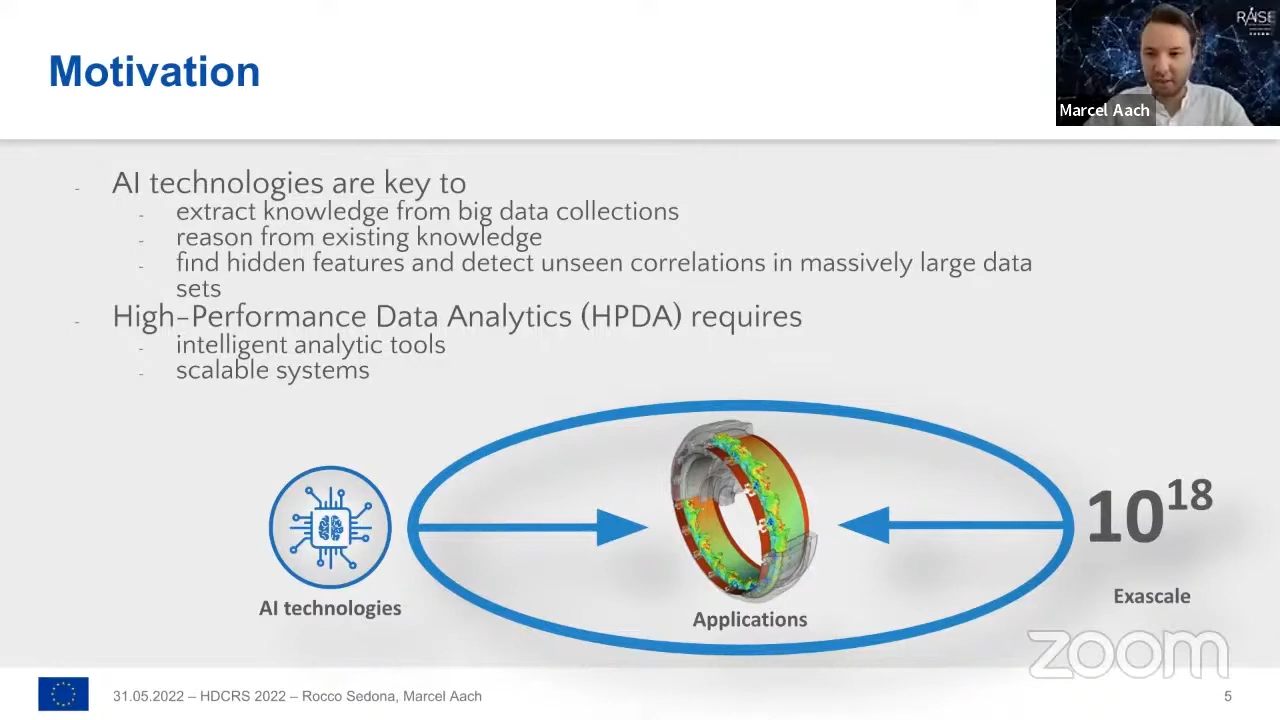 Motivation
RAISE
Marcel Aach
- AI technologies are key to
- extract knowledge from big data collections
- reason from existing knowledge
- find hidden features and detect unseen correlations in massively large data
sets
- High-Performance Data Analytics (HPDA) requires
- intelligent analytic tools
- scalable systems
AI technologies
Applications
10^18
Exascale
zoom
31.05.2022 – HDCRS 2022 – Rocco Sedona, Marcel Aach
5